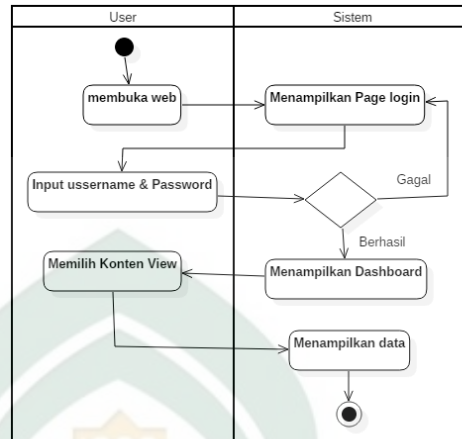 User
Sistem
membuka web
Menampilkan Page login
Input ussername & Password
Gagal
Berhasil
Memilih Konten View
Menampilkan Dashboard
Menampilkan data